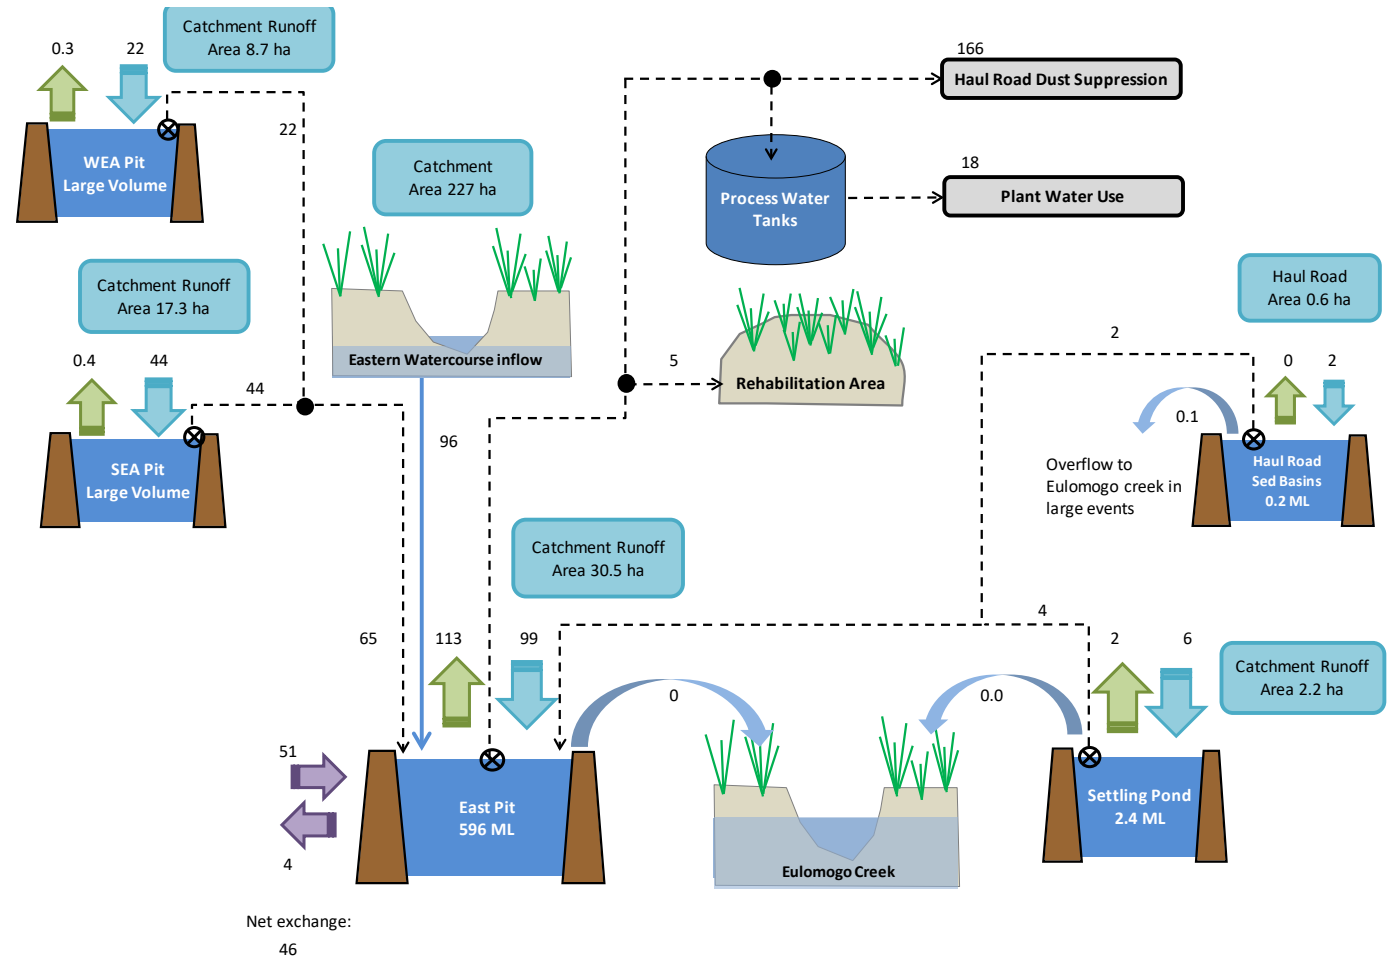 Catchment Runoff
Area 8.7 ha
0.3
22
WEA Pit
Large Volume
22
166
Haul Road Dust Suppression
Catchment
Area 227 ha
18
Process Water
Tanks
Plant Water Use
Catchment Runoff
Area 17.3 ha
Haul Road
Area 0.6 ha
0.4
44
44
SEA Pit
Large Volume
Eastern Watercourse inflow
5
Rehabilitation Area
2
0
2
0.1
Overflow to
Eulomogo creek in
large events
Haul Road
Sed Basins
0.2 ML
96
Catchment Runoff
Area 30.5 ha
65
113
99
4
2
6
Catchment Runoff
Area 2.2 ha
0
0.0
51
4
East Pit
596 ML
Settling Pond
2.4 ML
Eulomogo Creek
Net exchange:
46